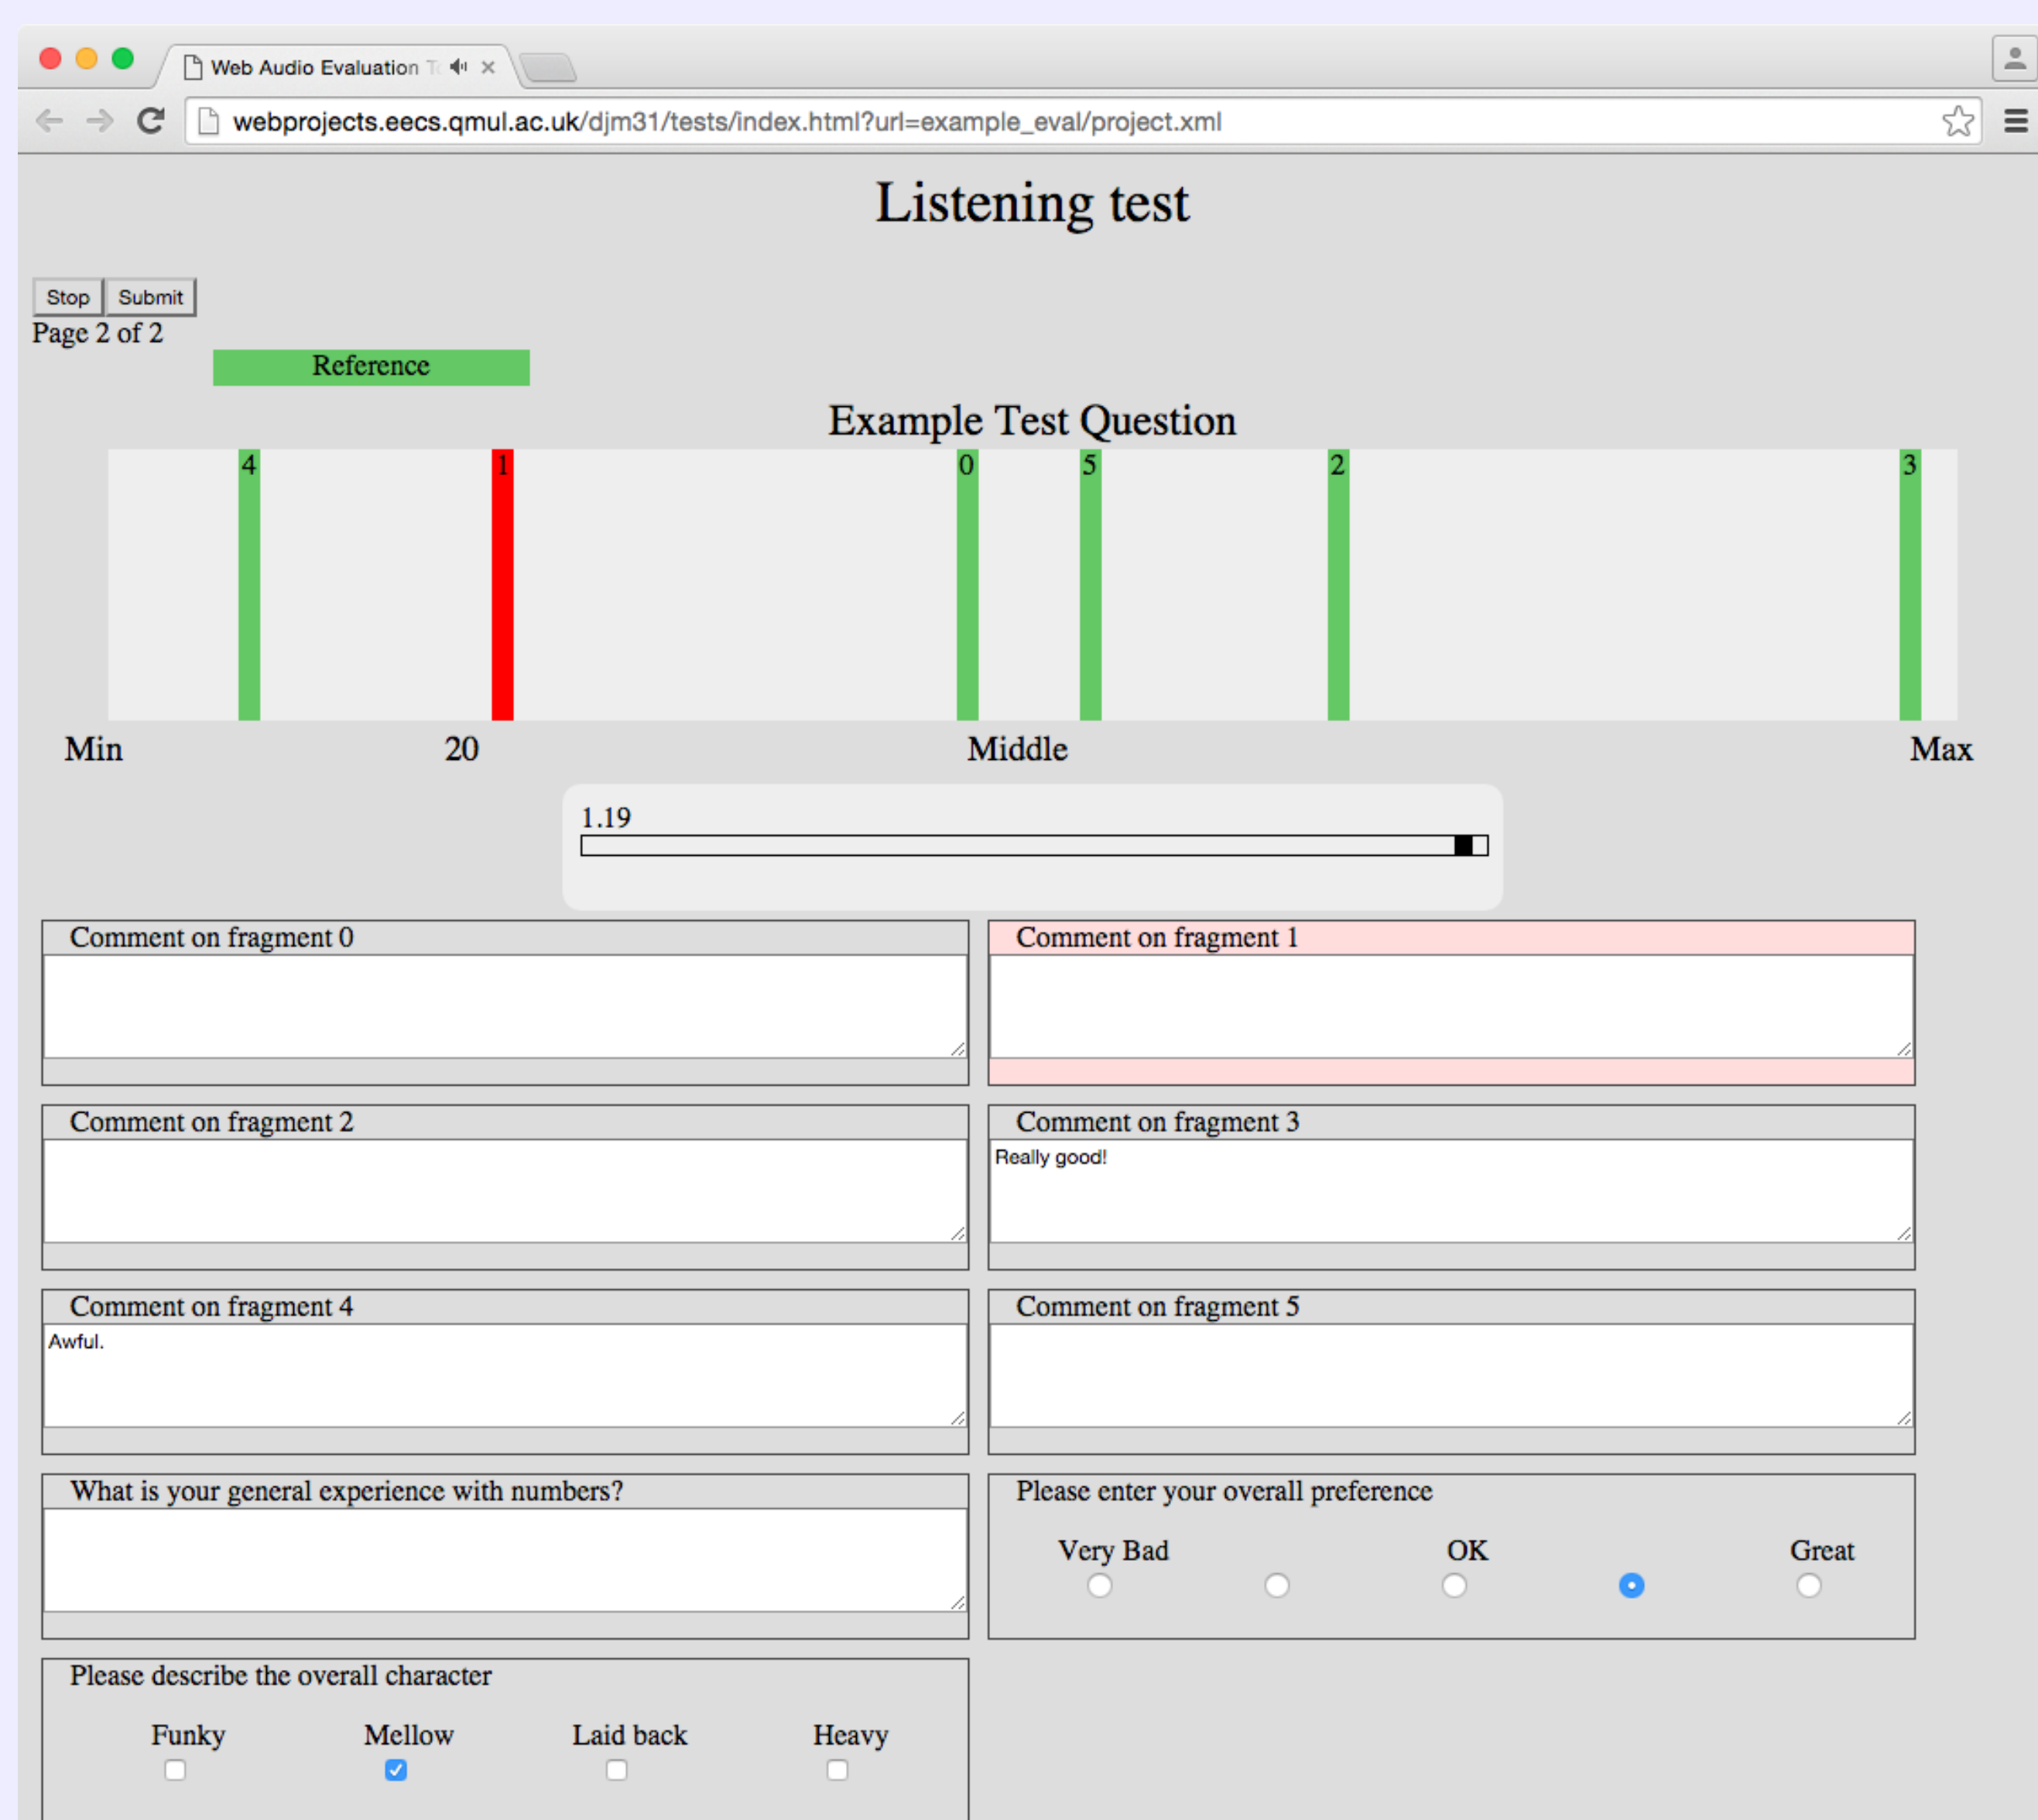 Web Audio Evaluation
webprojects.eecs.qmul.ac.uk/djm31/tests/index.html?url=example_eval/project.xml
Listening test
Stop Submit
Page 2 of 2
Reference
Example Test Question
4 1 0 5 2 3
Min 20 Middle Max
1.19
Comment on fragment 0
Comment on fragment 1
Comment on fragment 2
Comment on fragment 3
Really good!
Comment on fragment 4
Awful.
Comment on fragment 5
What is your general experience with numbers?
Please enter your overall preference
Very Bad OK Great
Please describe the overall character
Funky Mellow Laid back Heavy